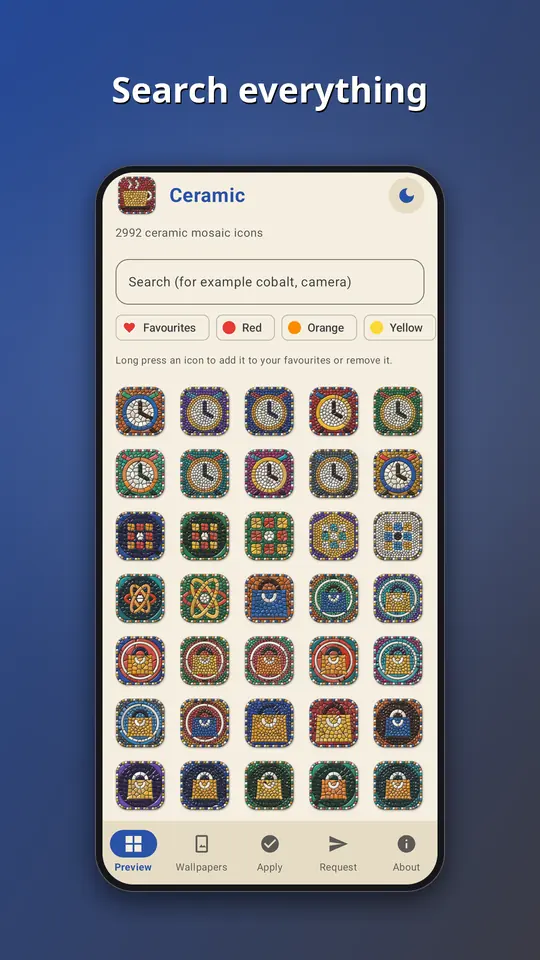 Search everything
Ceramic
2992 ceramic mosaic icons
Search (for example cobalt, camera)
Favourites Red Orange Yellow
Long press an icon to add it to your favourites or remove it.
Preview Wallpapers Apply Request About